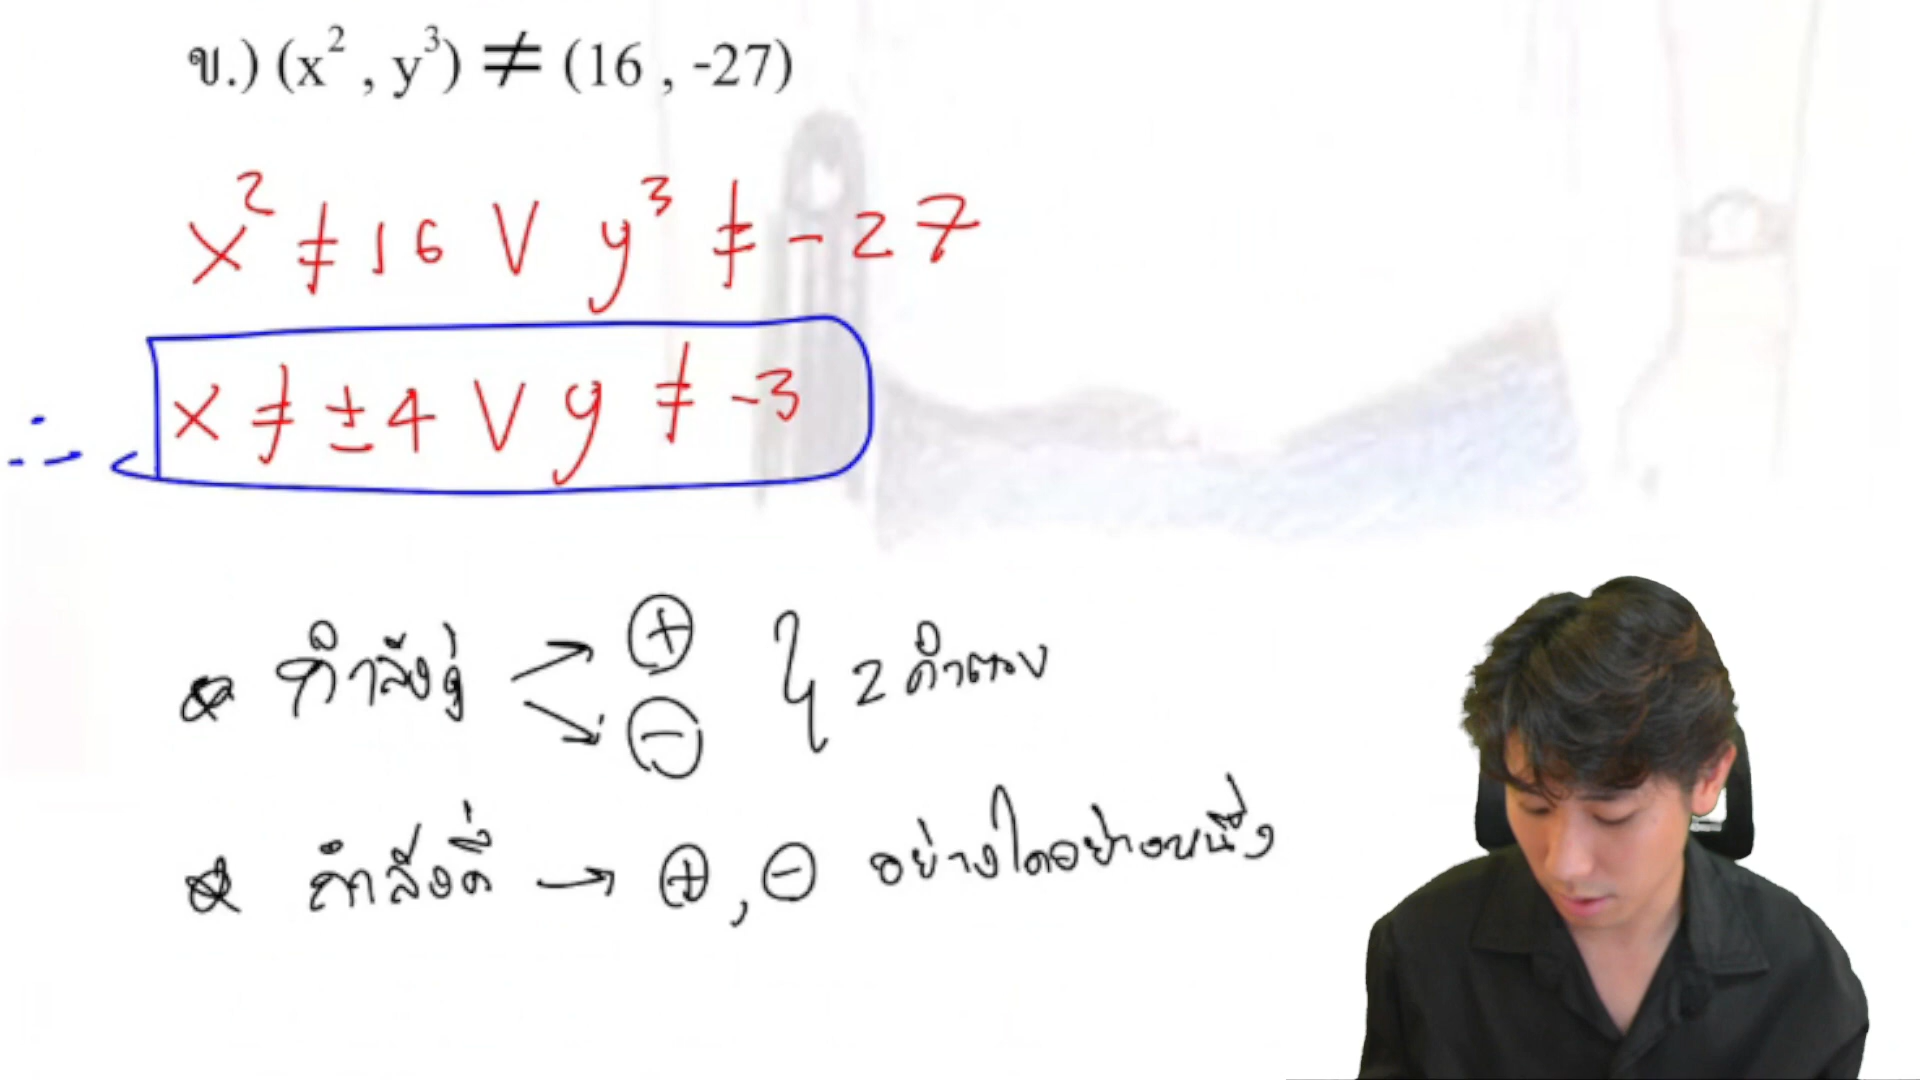 ข.) (x² , y³) ≠ (16 , -27)
x² ≠ 16 ∨ y³ ≠ -27
∴ x ≠ ±4 ∨ y ≠ -3
* กำลังคู่ → + → - } 2 คำตอบ
* กำลังคี่ → + , - อย่างใดอย่างหนึ่ง